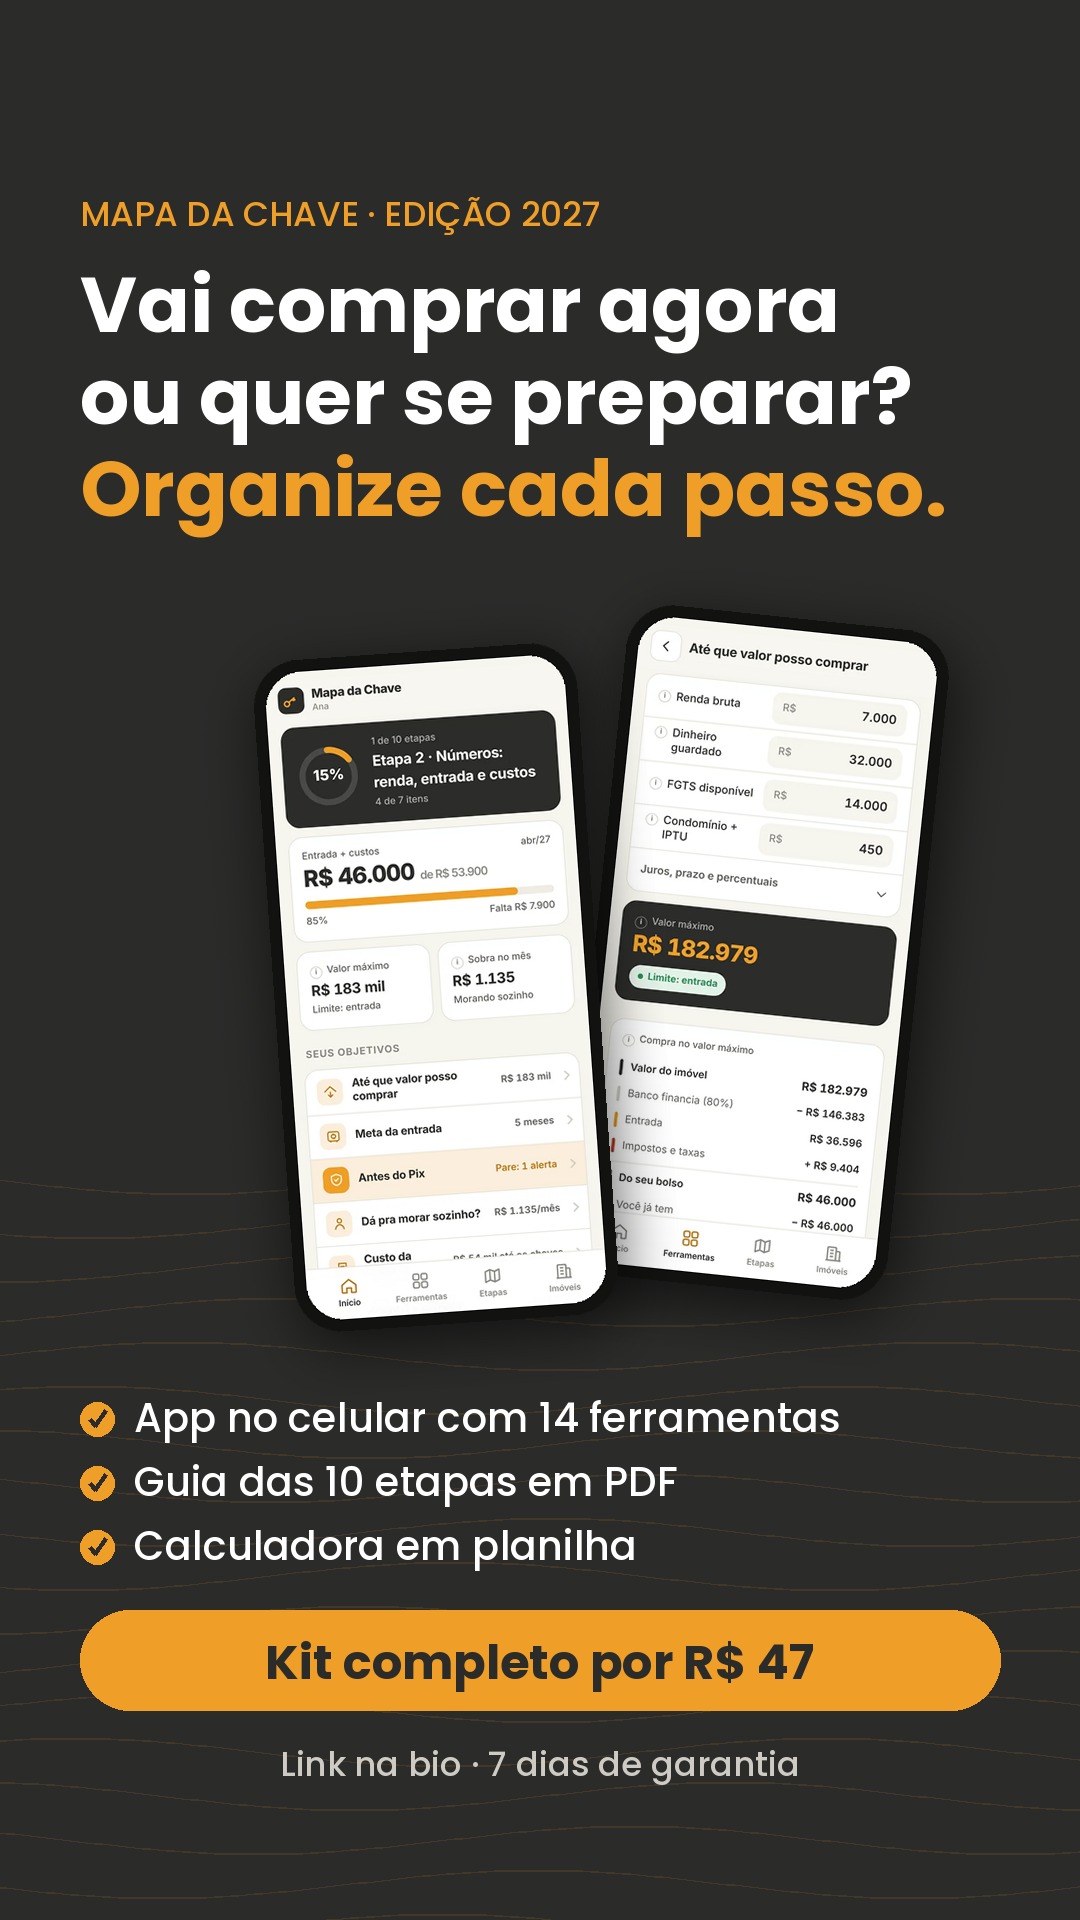 MAPA DA CHAVE · EDIÇÃO 2027
Vai comprar agora
ou quer se preparar?
Organize cada passo.
Mapa da Chave
Ana
15%
1 de 10 etapas
Etapa 2 · Números:
renda, entrada e custos
4 de 7 itens
Entrada + custos
abr/27
R$ 46.000 de R$ 53.900
85%
Falta R$ 7.900
Valor máximo
R$ 183 mil
Limite: entrada
Sobra no mês
R$ 1.135
Morando sozinho
SEUS OBJETIVOS
Até que valor posso
comprar
R$ 183 mil
Meta da entrada
5 meses
Antes do Pix
Pare: 1 alerta
Dá pra morar sozinho?
R$ 1.135/mês
Custo da
Início
Ferramentas
Etapas
Imóveis
Até que valor posso comprar
Renda bruta
R$ 7.000
Dinheiro
guardado
R$ 32.000
FGTS disponível
R$ 14.000
Condomínio +
IPTU
R$ 450
Juros, prazo e percentuais
Valor máximo
R$ 182.979
Limite: entrada
Compra no valor máximo
Valor do imóvel
R$ 182.979
Banco financia (80%)
− R$ 146.383
Entrada
R$ 36.596
Impostos e taxas
+ R$ 9.404
Do seu bolso
R$ 46.000
Você já tem
− R$ 46.000
Ferramentas
Etapas
Imóveis
App no celular com 14 ferramentas
Guia das 10 etapas em PDF
Calculadora em planilha
Kit completo por R$ 47
Link na bio · 7 dias de garantia